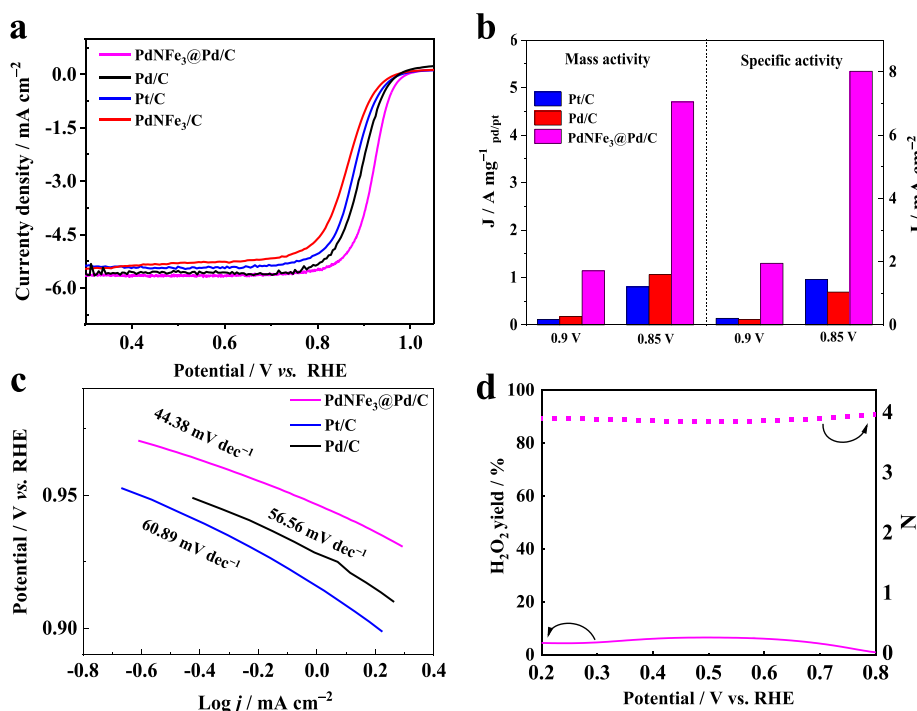 a
PdNFe₃@Pd/C
Pd/C
Pt/C
PdNFe₃/C
0.0
-1.5
-3.0
-4.5
-6.0
Currenty density / mA cm⁻²
0.4
0.6
0.8
1.0
Potential / V vs. RHE
b
Mass activity
Specific activity
Pt/C
Pd/C
PdNFe₃@Pd/C
6
5
4
3
2
1
0
J / A mg⁻¹ pd/pt
8
6
4
2
0
J / mA cm⁻²
0.9 V
0.85 V
0.9 V
0.85 V
c
PdNFe₃@Pd/C
Pt/C
Pd/C
44.38 mV dec⁻¹
56.56 mV dec⁻¹
60.89 mV dec⁻¹
0.95
0.90
Potential / V vs. RHE
-0.8
-0.6
-0.4
-0.2
0.0
0.2
0.4
Log j / mA cm⁻²
d
100
80
60
40
20
0
H₂O₂ yield / %
4
3
2
1
0
N
0.2
0.3
0.4
0.5
0.6
0.7
0.8
Potential / V vs. RHE